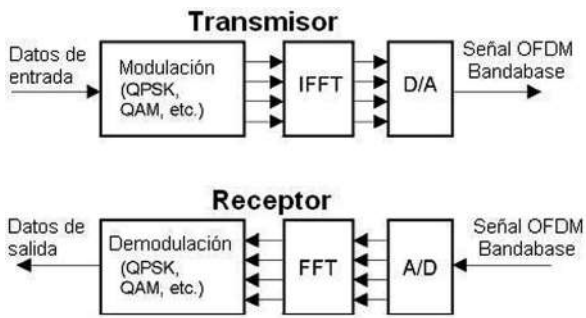 Transmisor
Datos de
entrada
Modulación
(QPSK,
QAM, etc.)
IFFT
D/A
Señal OFDM
Bandabase
Receptor
Datos de
salida
Demodulación
(QPSK,
QAM, etc.)
FFT
A/D
Señal OFDM
Bandabase